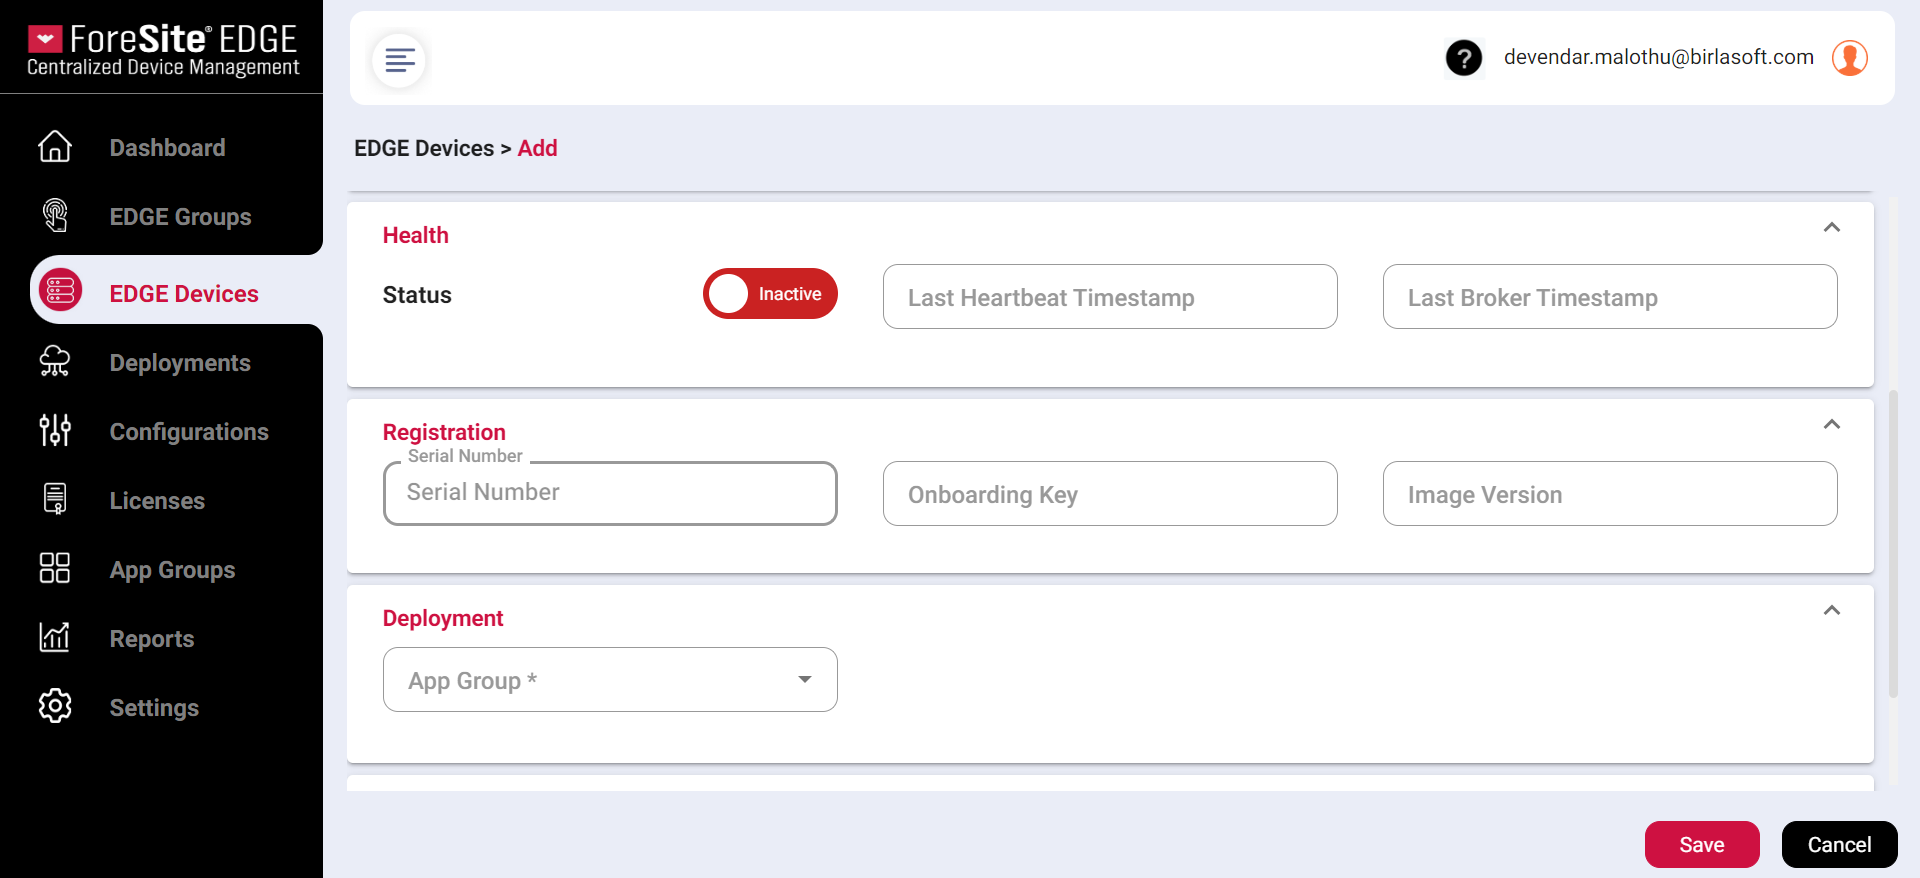 ForeSite® EDGE
Centralized Device Management
Dashboard
EDGE Groups
EDGE Devices
Deployments
Configurations
Licenses
App Groups
Reports
Settings
? devendar.malothu@birlasoft.com
EDGE Devices > Add
Health
Status Inactive Last Heartbeat Timestamp Last Broker Timestamp
Registration
Serial Number
Serial Number Onboarding Key Image Version
Deployment
App Group *
Save Cancel